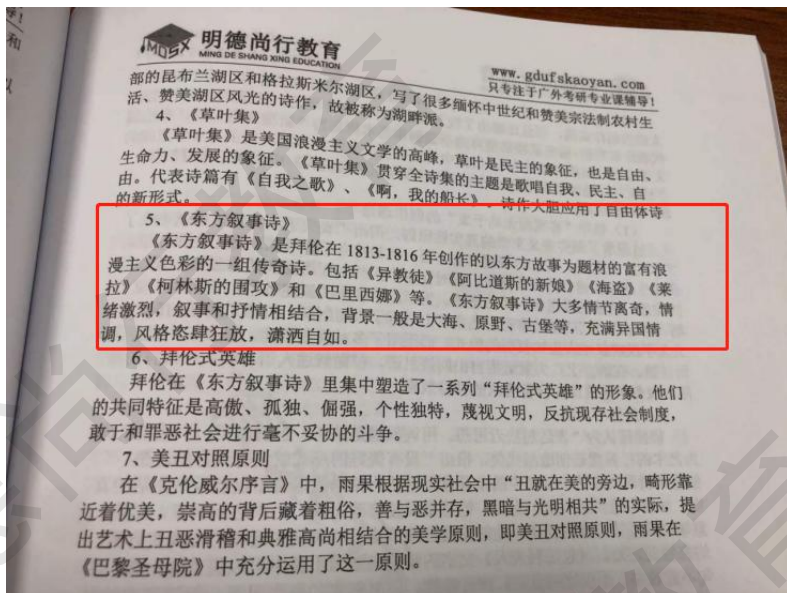 明德尚行教育
MING DE SHANG XING EDUCATION
MDSX
www.gdufskaoyan.com
只专注于广外考研专业课辅导!
部的昆布兰湖区和格拉斯米尔湖区,写了很多缅怀中世纪和赞美宗法制农村生
活、赞美湖区风光的诗作,故被称为湖畔派。
4、《草叶集》
《草叶集》是美国浪漫主义文学的高峰,草叶是民主的象征,也是自由、
生命力、发展的象征。《草叶集》贯穿全诗集的主题是歌唱自我、民主、自
由。代表诗篇有《自我之歌》、《啊,我的船长》,诗作大胆应用了自由体诗
的新形式。
5、《东方叙事诗》
《东方叙事诗》是拜伦在 1813-1816 年创作的以东方故事为题材的富有浪
漫主义色彩的一组传奇诗。包括《异教徒》《阿比道斯的新娘》《海盗》《莱
拉》《柯林斯的围攻》和《巴里西娜》等。《东方叙事诗》大多情节离奇,情
绪激烈,叙事和抒情相结合,背景一般是大海、原野、古堡等,充满异国情
调,风格恣肆狂放,潇洒自如。
6、拜伦式英雄
拜伦在《东方叙事诗》里集中塑造了一系列“拜伦式英雄”的形象。他们
的共同特征是高傲、孤独、倔强,个性独特,蔑视文明,反抗现存社会制度,
敢于和罪恶社会进行毫不妥协的斗争。
7、美丑对照原则
在《克伦威尔序言》中,雨果根据现实社会中“丑就在美的旁边,畸形靠
近着优美,崇高的背后藏着粗俗,善与恶并存,黑暗与光明相共”的实际,提
出艺术上丑恶滑稽和典雅高尚相结合的美学原则,即美丑对照原则,雨果在
《巴黎圣母院》中充分运用了这一原则。